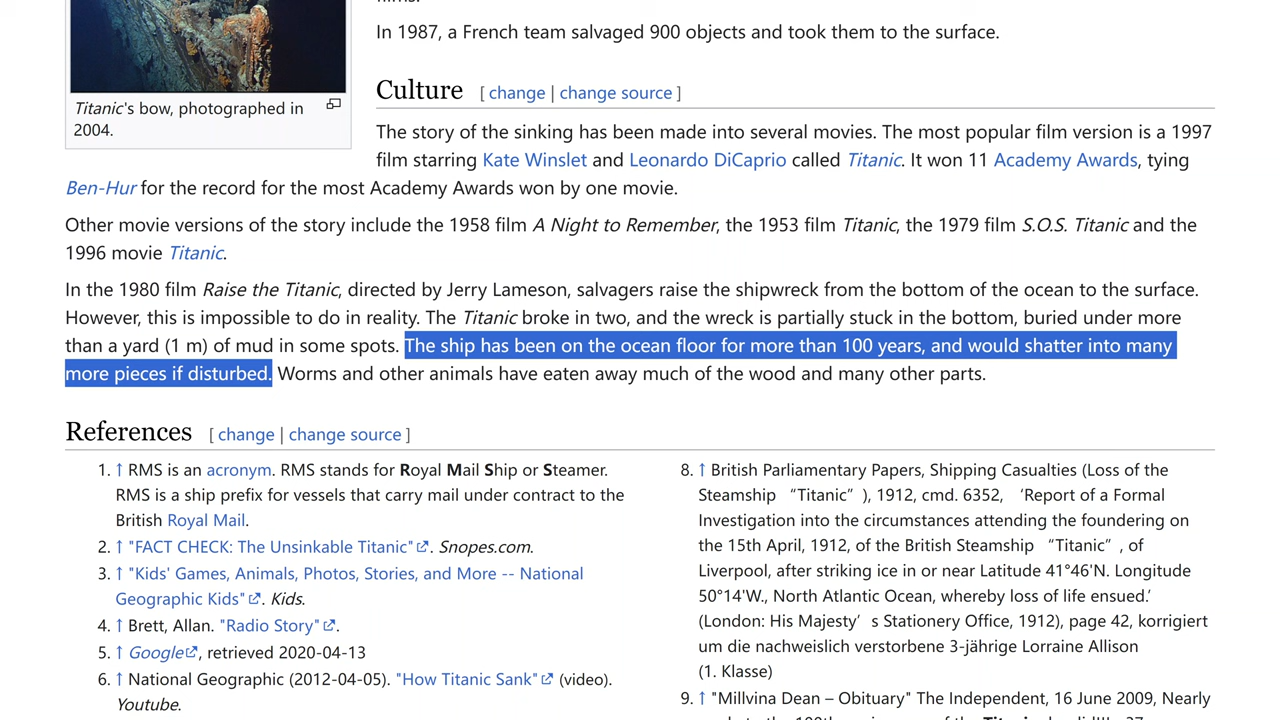 films.
In 1987, a French team salvaged 900 objects and took them to the surface.
Titanic's bow, photographed in
2004.
Culture [ change | change source ]
The story of the sinking has been made into several movies. The most popular film version is a 1997
film starring Kate Winslet and Leonardo DiCaprio called Titanic. It won 11 Academy Awards, tying
Ben-Hur for the record for the most Academy Awards won by one movie.
Other movie versions of the story include the 1958 film A Night to Remember, the 1953 film Titanic, the 1979 film S.O.S. Titanic and the
1996 movie Titanic.
In the 1980 film Raise the Titanic, directed by Jerry Lameson, salvagers raise the shipwreck from the bottom of the ocean to the surface.
However, this is impossible to do in reality. The Titanic broke in two, and the wreck is partially stuck in the bottom, buried under more
than a yard (1 m) of mud in some spots. The ship has been on the ocean floor for more than 100 years, and would shatter into many
more pieces if disturbed. Worms and other animals have eaten away much of the wood and many other parts.
References [ change | change source ]
1. ↑ RMS is an acronym. RMS stands for Royal Mail Ship or Steamer.
RMS is a ship prefix for vessels that carry mail under contract to the
British Royal Mail.
2. ↑ "FACT CHECK: The Unsinkable Titanic". Snopes.com.
3. ↑ "Kids' Games, Animals, Photos, Stories, and More -- National
Geographic Kids". Kids.
4. ↑ Brett, Allan. "Radio Story".
5. ↑ Google, retrieved 2020-04-13
6. ↑ National Geographic (2012-04-05). "How Titanic Sank" (video).
Youtube.
8. ↑ British Parliamentary Papers, Shipping Casualties (Loss of the
Steamship “Titanic”), 1912, cmd. 6352, ‘Report of a Formal
Investigation into the circumstances attending the foundering on
the 15th April, 1912, of the British Steamship “Titanic”, of
Liverpool, after striking ice in or near Latitude 41°46'N. Longitude
50°14'W., North Atlantic Ocean, whereby loss of life ensued.’
(London: His Majesty’s Stationery Office, 1912), page 42, korrigiert
um die nachweislich verstorbene 3-jährige Lorraine Allison
(1. Klasse)
9. ↑ "Millvina Dean – Obituary" The Independent, 16 June 2009, Nearly